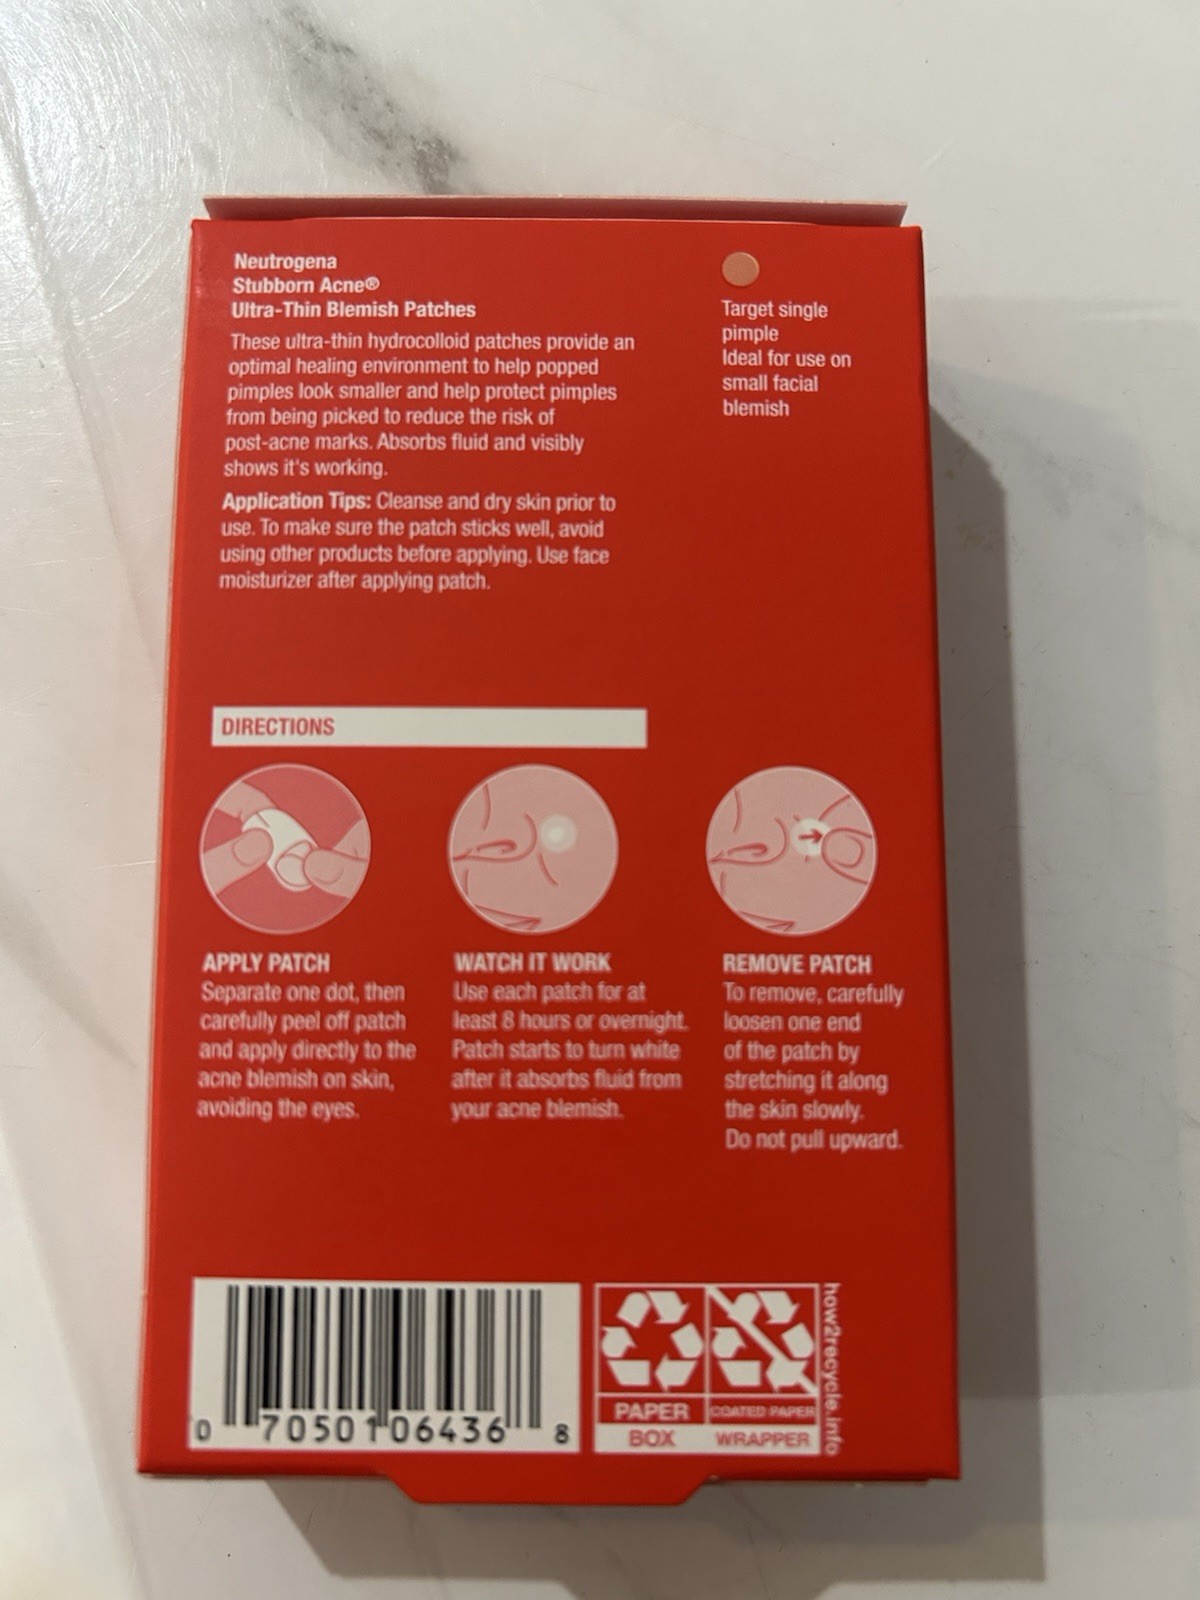 Neutrogena
Stubborn Acne®
Ultra-Thin Blemish Patches
These ultra-thin hydrocolloid patches provide an
optimal healing environment to help popped
pimples look smaller and help protect pimples
from being picked to reduce the risk of
post-acne marks. Absorbs fluid and visibly
shows it's working.
Application Tips: Cleanse and dry skin prior to
use. To make sure the patch sticks well, avoid
using other products before applying. Use face
moisturizer after applying patch.
Target single
pimple
Ideal for use on
small facial
blemish
DIRECTIONS
APPLY PATCH
Separate one dot, then
carefully peel off patch
and apply directly to the
acne blemish on skin,
avoiding the eyes.
WATCH IT WORK
Use each patch for at
least 8 hours or overnight.
Patch starts to turn white
after it absorbs fluid from
your acne blemish.
REMOVE PATCH
To remove, carefully
loosen one end
of the patch by
stretching it along
the skin slowly.
Do not pull upward.
0 70501 06436 8
PAPER
BOX
COATED PAPER
WRAPPER
how2recycle.info